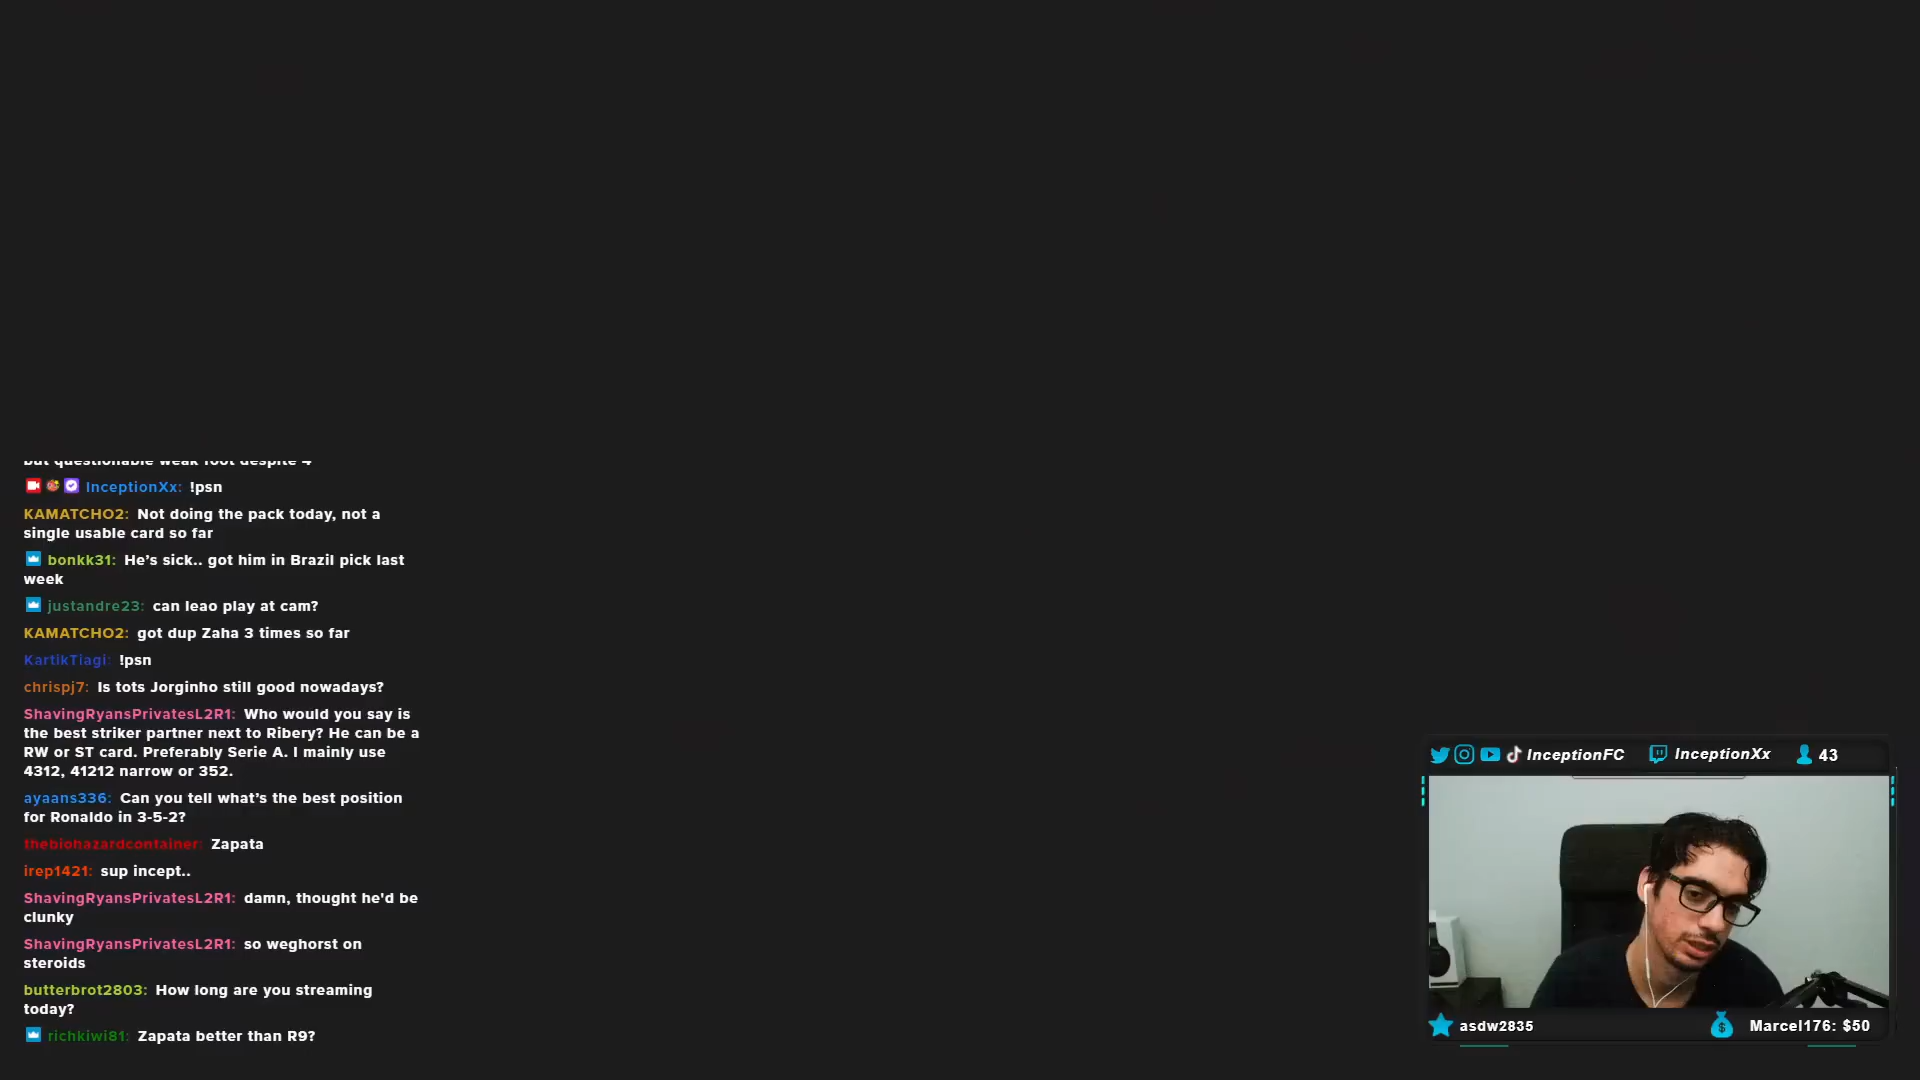 but questionable weak foot despite 4
InceptionXx: !psn
KAMATCHO2: Not doing the pack today, not a
single usable card so far
bonkk31: He's sick.. got him in Brazil pick last
week
justandre23: can leao play at cam?
KAMATCHO2: got dup Zaha 3 times so far
KartikTiagi: !psn
chrispj7: Is tots Jorginho still good nowadays?
ShavingRyansPrivatesL2R1: Who would you say is
the best striker partner next to Ribery? He can be a
RW or ST card. Preferably Serie A. I mainly use
4312, 41212 narrow or 352.
ayaans336: Can you tell what's the best position
for Ronaldo in 3-5-2?
thebiohazardcontainer: Zapata
irep1421: sup incept..
ShavingRyansPrivatesL2R1: damn, thought he'd be
clunky
ShavingRyansPrivatesL2R1: so weghorst on
steroids
butterbrot2803: How long are you streaming
today?
richkiwi81: Zapata better than R9?
InceptionFC InceptionXx 43
asdw2835 Marcel176: $50